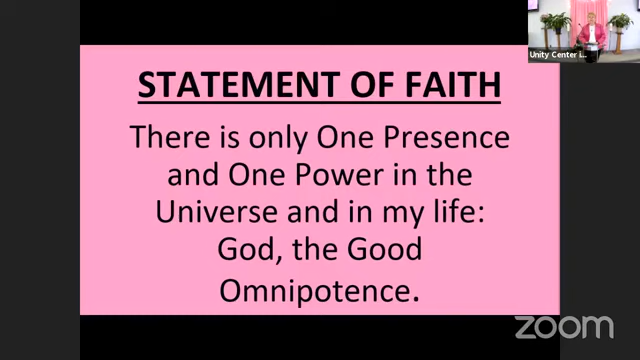 Unity Center i...
STATEMENT OF FAITH
There is only One Presence
and One Power in the
Universe and in my life:
God, the Good
Omnipotence.
zoom